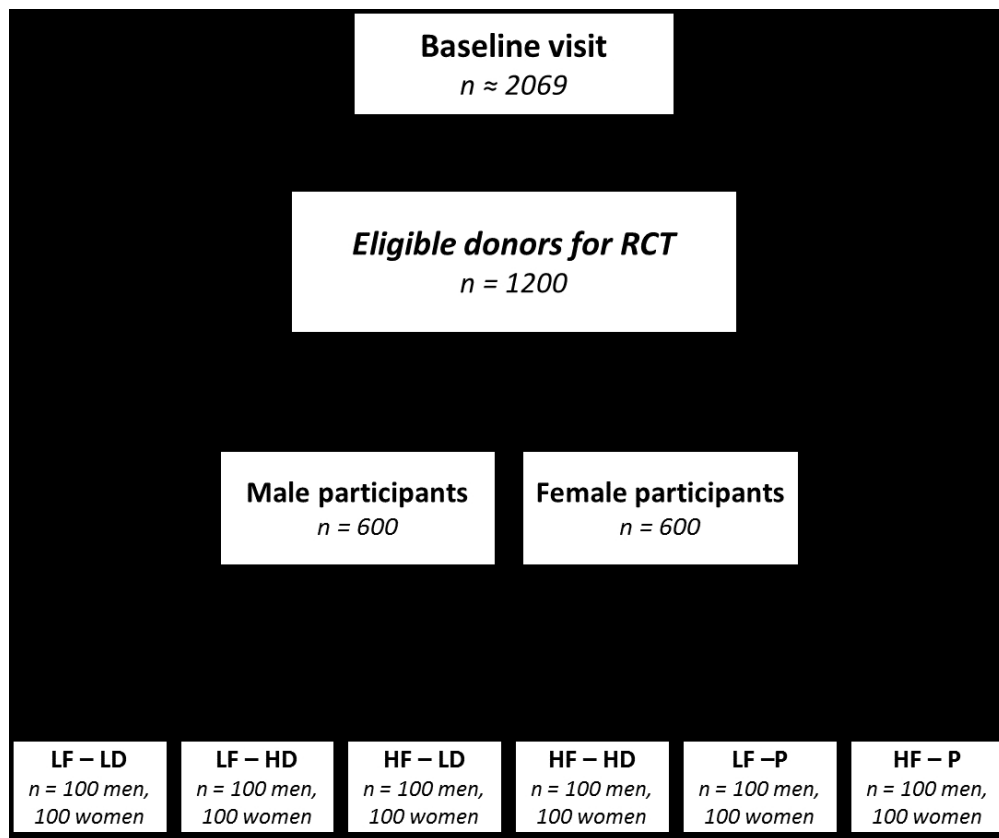 Baseline visit
n ≈ 2069
Eligible donors for RCT
n = 1200
Male participants
n = 600
Female participants
n = 600
LF – LD
n = 100 men,
100 women
LF – HD
n = 100 men,
100 women
HF – LD
n = 100 men,
100 women
HF – HD
n = 100 men,
100 women
LF –P
n = 100 men,
100 women
HF – P
n = 100 men,
100 women